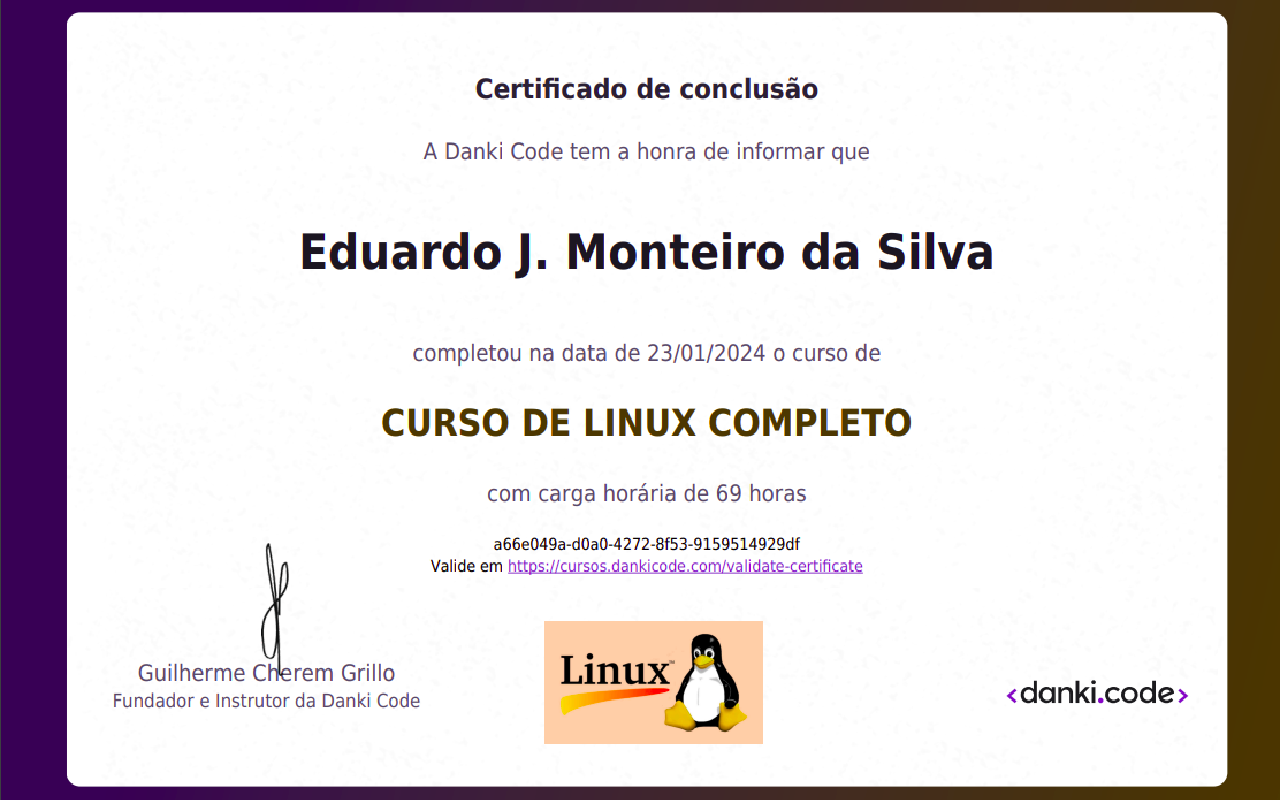 Certificado de conclusão
A Danki Code tem a honra de informar que
Eduardo J. Monteiro da Silva
completou na data de 23/01/2024 o curso de
CURSO DE LINUX COMPLETO
com carga horária de 69 horas
a66e049a-d0a0-4272-8f53-9159514929df
Valide em https://cursos.dankicode.com/validate-certificate
Guilherme Cherem Grillo
Fundador e Instrutor da Danki Code
Linux™
<danki.code>